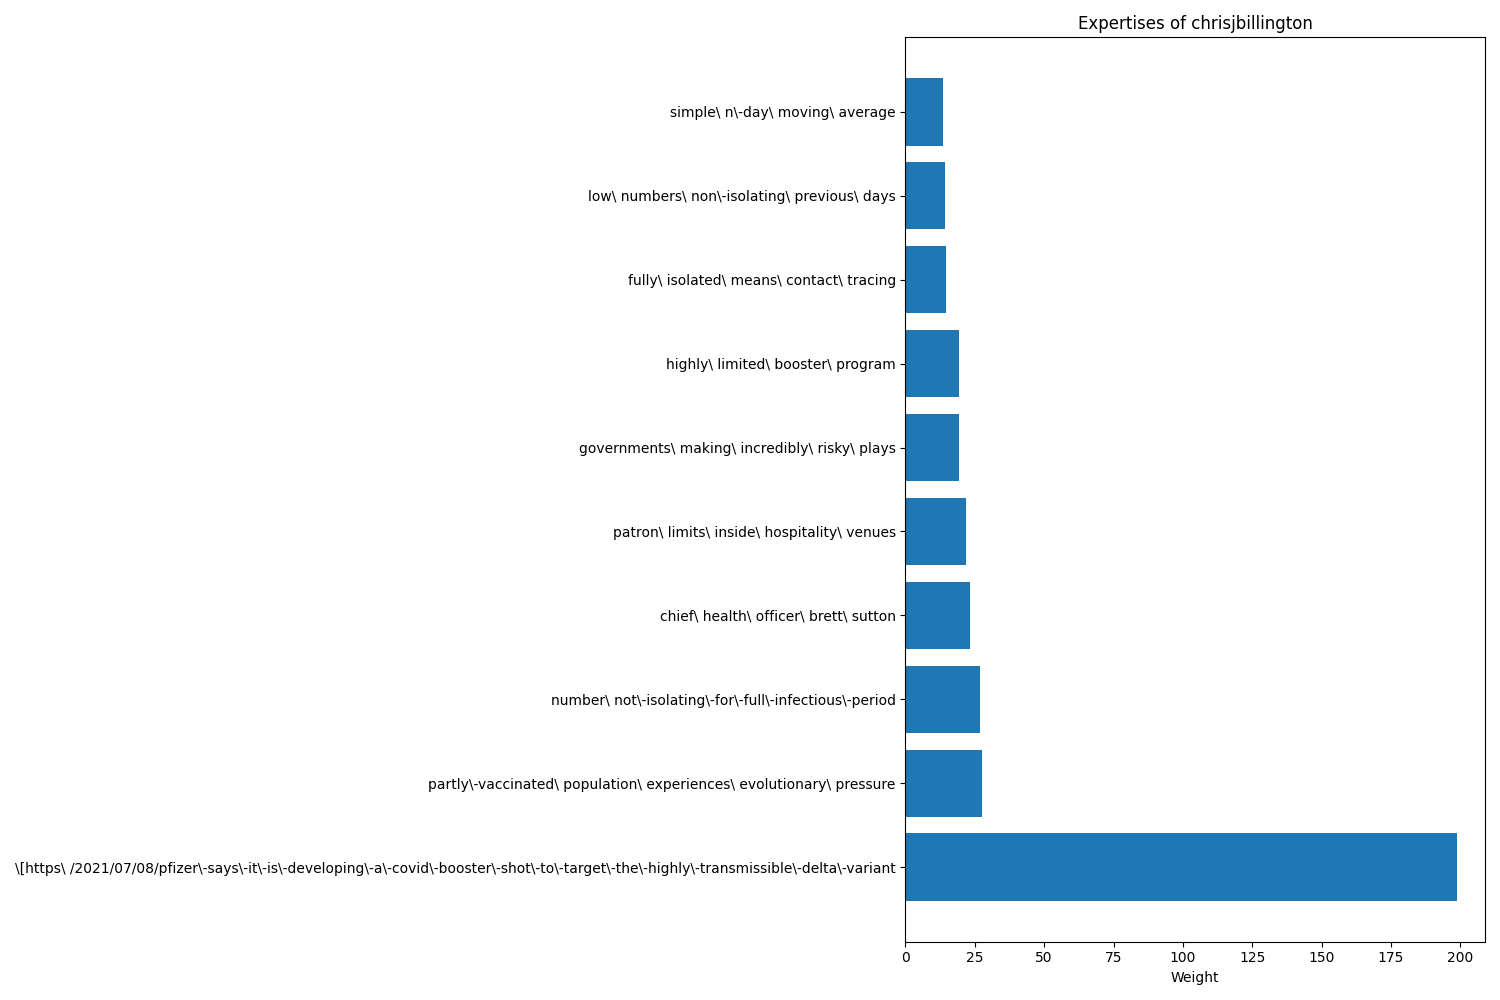 Expertises of chrisjbillington
simple\ n\-day\ moving\ average
low\ numbers\ non\-isolating\ previous\ days
fully\ isolated\ means\ contact\ tracing
highly\ limited\ booster\ program
governments\ making\ incredibly\ risky\ plays
patron\ limits\ inside\ hospitality\ venues
chief\ health\ officer\ brett\ sutton
number\ not\-isolating\-for\-full\-infectious\-period
partly\-vaccinated\ population\ experiences\ evolutionary\ pressure
\[https\ /2021/07/08/pfizer\-says\-it\-is\-developing\-a\-covid\-booster\-shot\-to\-target\-the\-highly\-transmissible\-delta\-variant
0 25 50 75 100 125 150 175 200
Weight